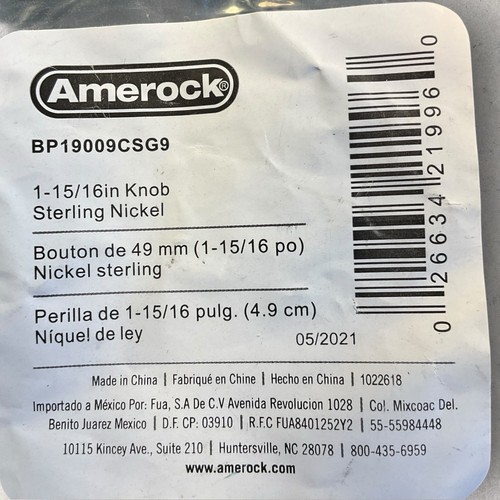 Amerock®
BP19009CSG9
1-15/16in Knob
Sterling Nickel
Bouton de 49 mm (1-15/16 po)
Nickel sterling
Perilla de 1-15/16 pulg. (4.9 cm)
Níquel de ley
05/2021
0 26634 21996 0
Made in China | Fabriqué en Chine | Hecho en China | 1022618
Importado a México Por: Fua, S.A De C.V Avenida Revolucion 1028 | Col. Mixcoac Del.
Benito Juarez Mexico | D.F. CP: 03910 | R.F.C FUA8401252Y2 | 55-55984448
10115 Kincey Ave., Suite 210 | Huntersville, NC 28078 | 800-435-6959
www.amerock.com